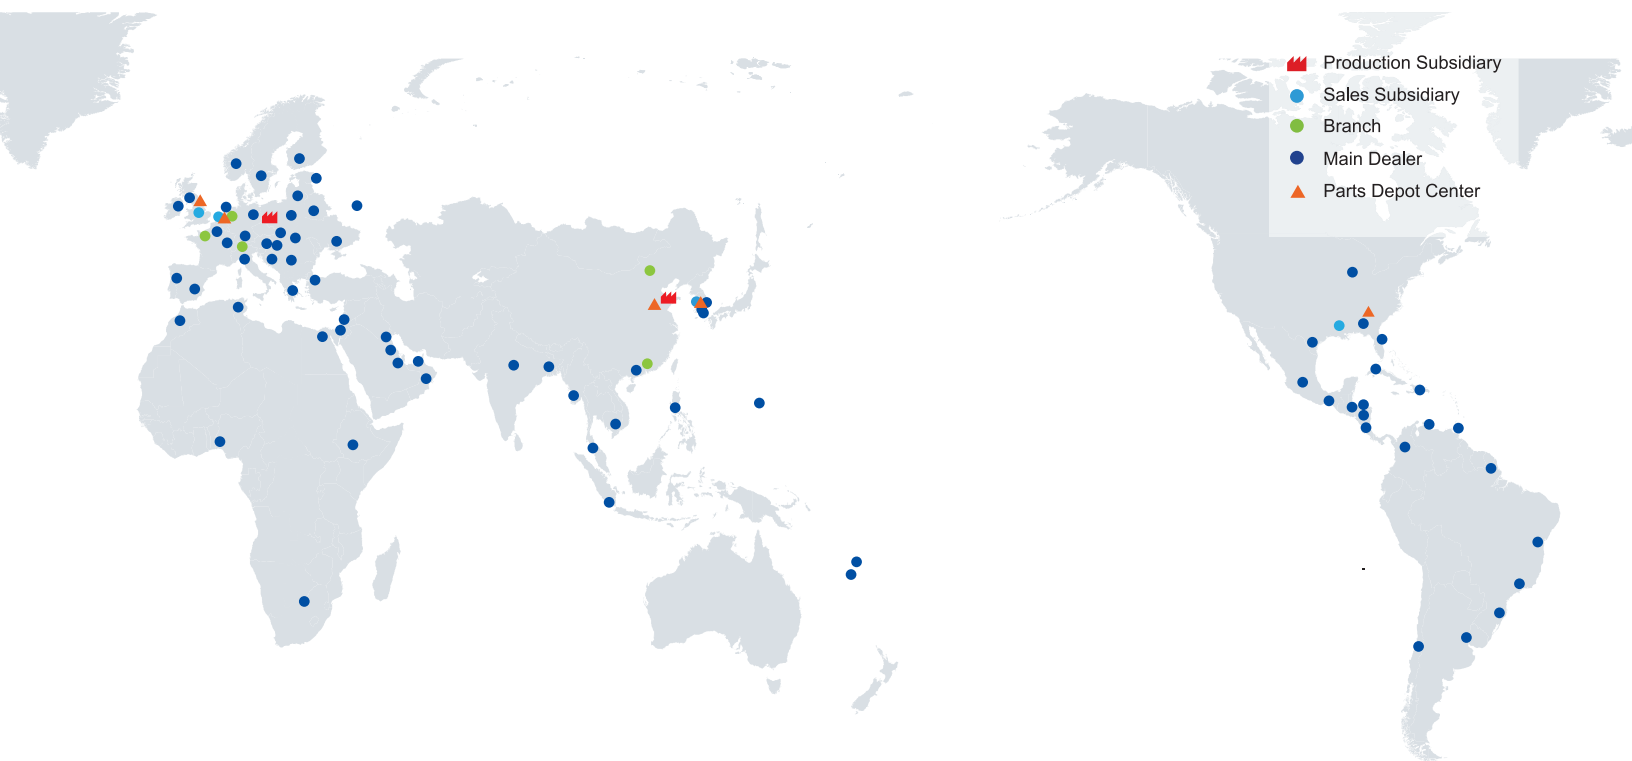 Production Subsidiary
Sales Subsidiary
Branch
Main Dealer
Parts Depot Center